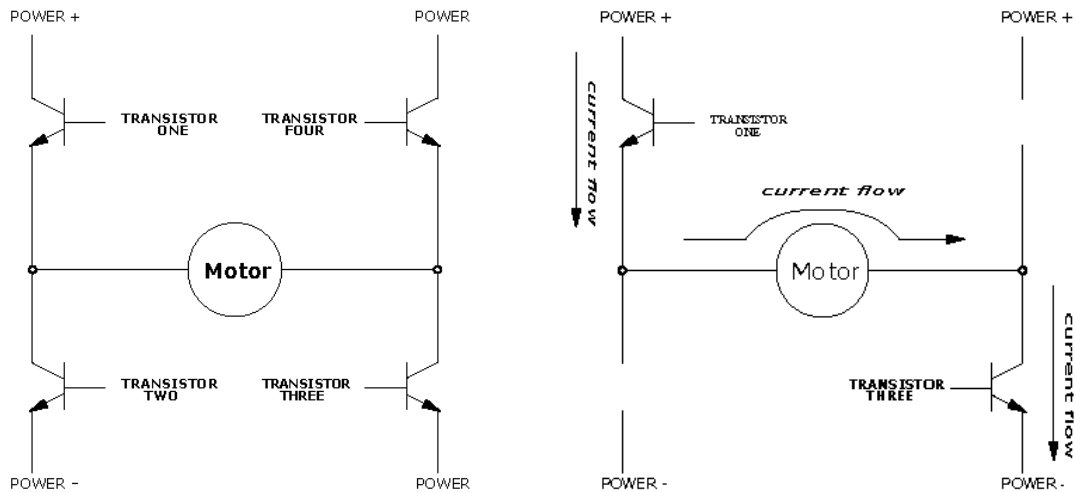 POWER +
POWER
POWER +
POWER +
TRANSISTOR
ONE
TRANSISTOR
FOUR
current flow
TRANSISTOR
ONE
current flow
Motor
Motor
TRANSISTOR
TWO
TRANSISTOR
THREE
TRANSISTOR
THREE
current flow
POWER -
POWER
POWER -
POWER -